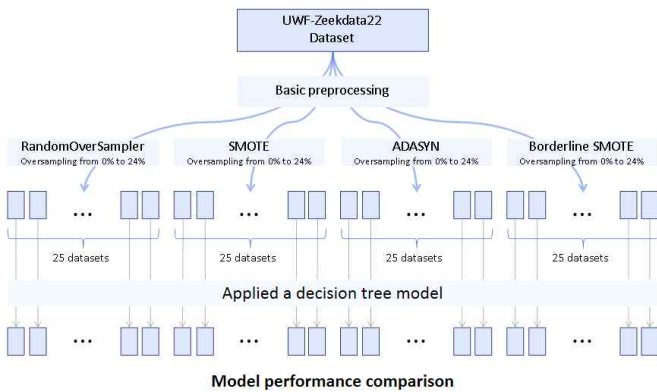 UWF-Zeekdata22
Dataset
Basic preprocessing
RandomOverSampler
Oversampling from 0% to 24%
SMOTE
Oversampling from 0% to 24%
ADASYN
Oversampling from 0% to 24%
Borderline SMOTE
Oversampling from 0% to 24%
... ... ... ...
25 datasets 25 datasets 25 datasets 25 datasets
Applied a decision tree model
... ... ... ...
Model performance comparison